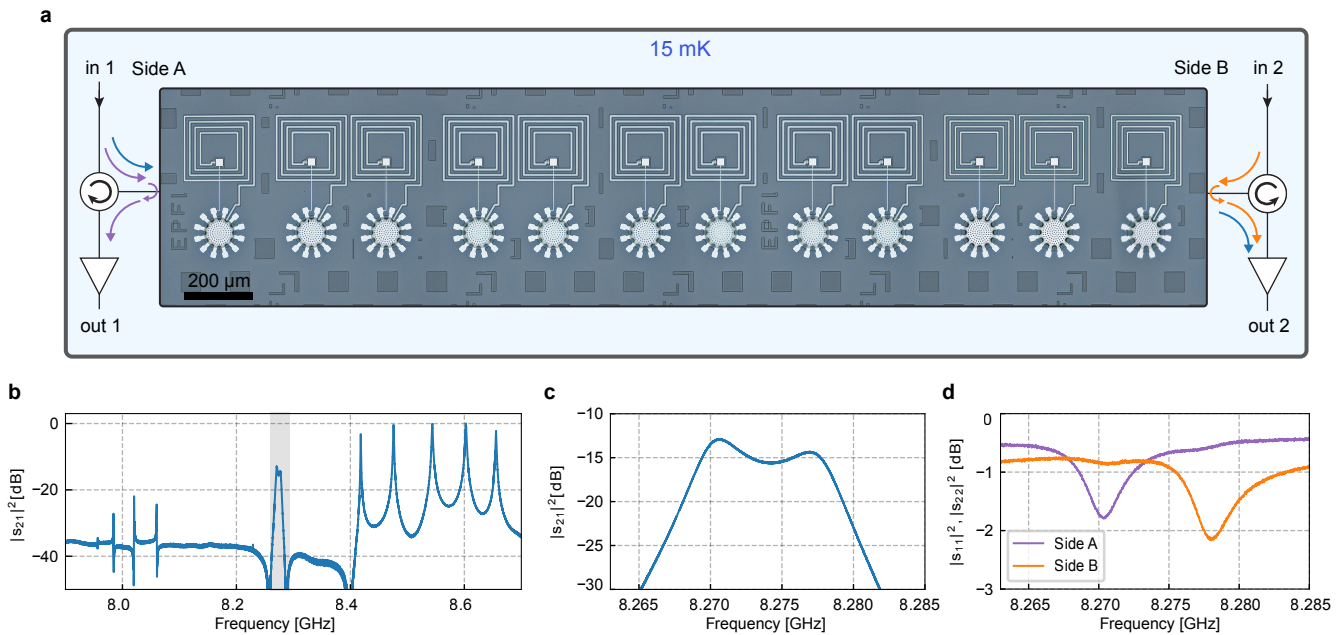 a
15 mK
in 1
Side A
Side B
in 2
EPFL
EPFL
200 µm
out 1
out 2
b
c
d
0
−20
−40
|s21|² [dB]
8.0
8.2
8.4
8.6
Frequency [GHz]
−10
−15
−20
−25
−30
|s21|² [dB]
8.265
8.270
8.275
8.280
8.285
Frequency [GHz]
0
−1
−2
−3
|s11|², |s22|² [dB]
Side A
Side B
8.265
8.270
8.275
8.280
8.285
Frequency [GHz]